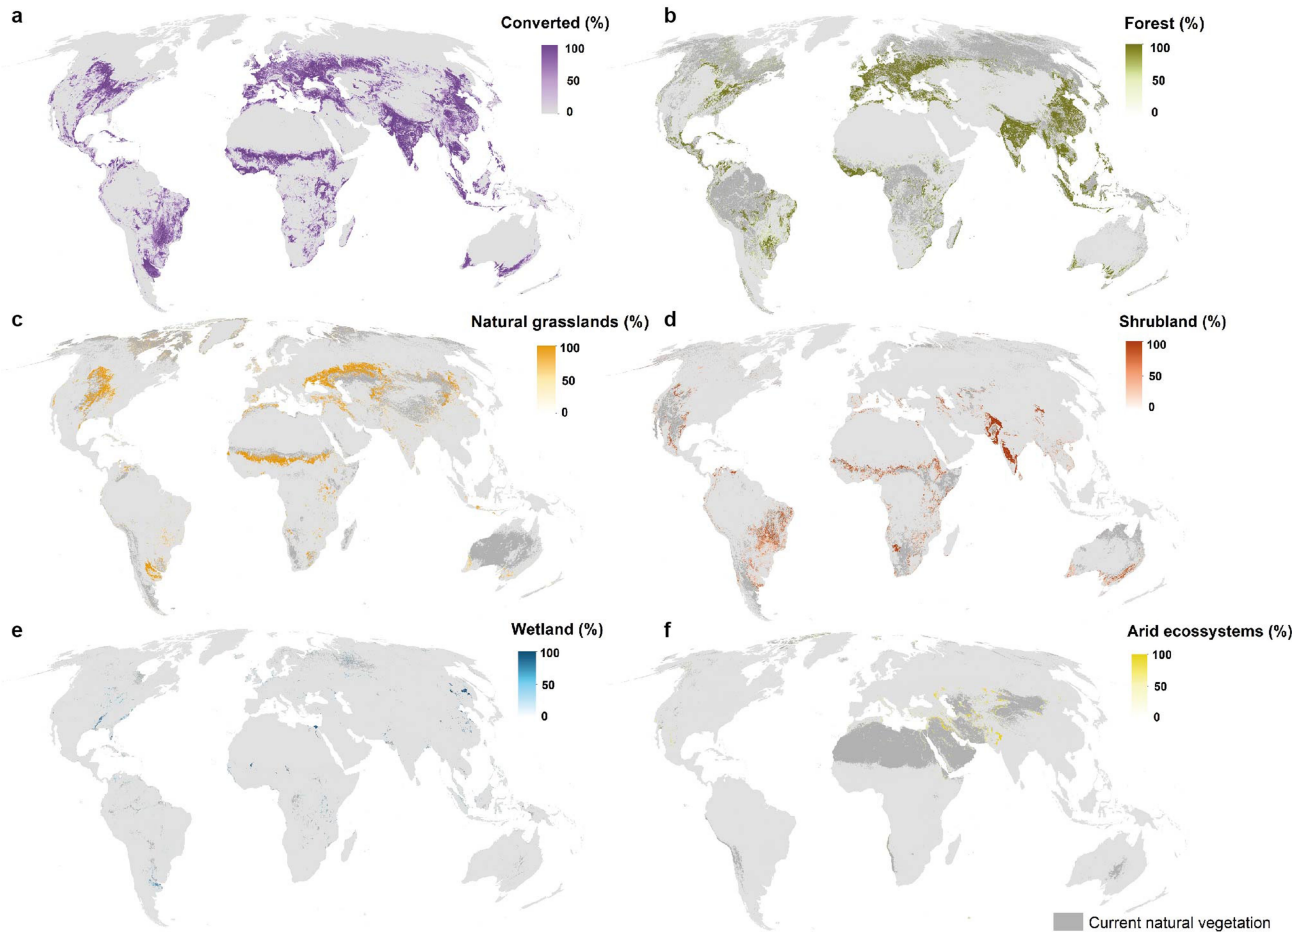 a
Converted (%)
100
50
0
b
Forest (%)
100
50
0
c
Natural grasslands (%)
100
50
0
d
Shrubland (%)
100
50
0
e
Wetland (%)
100
50
0
f
Arid ecossystems (%)
100
50
0
Current natural vegetation